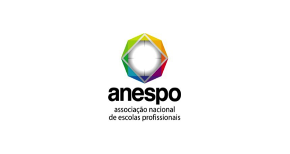 anespo
associação nacional
de escolas profissionais